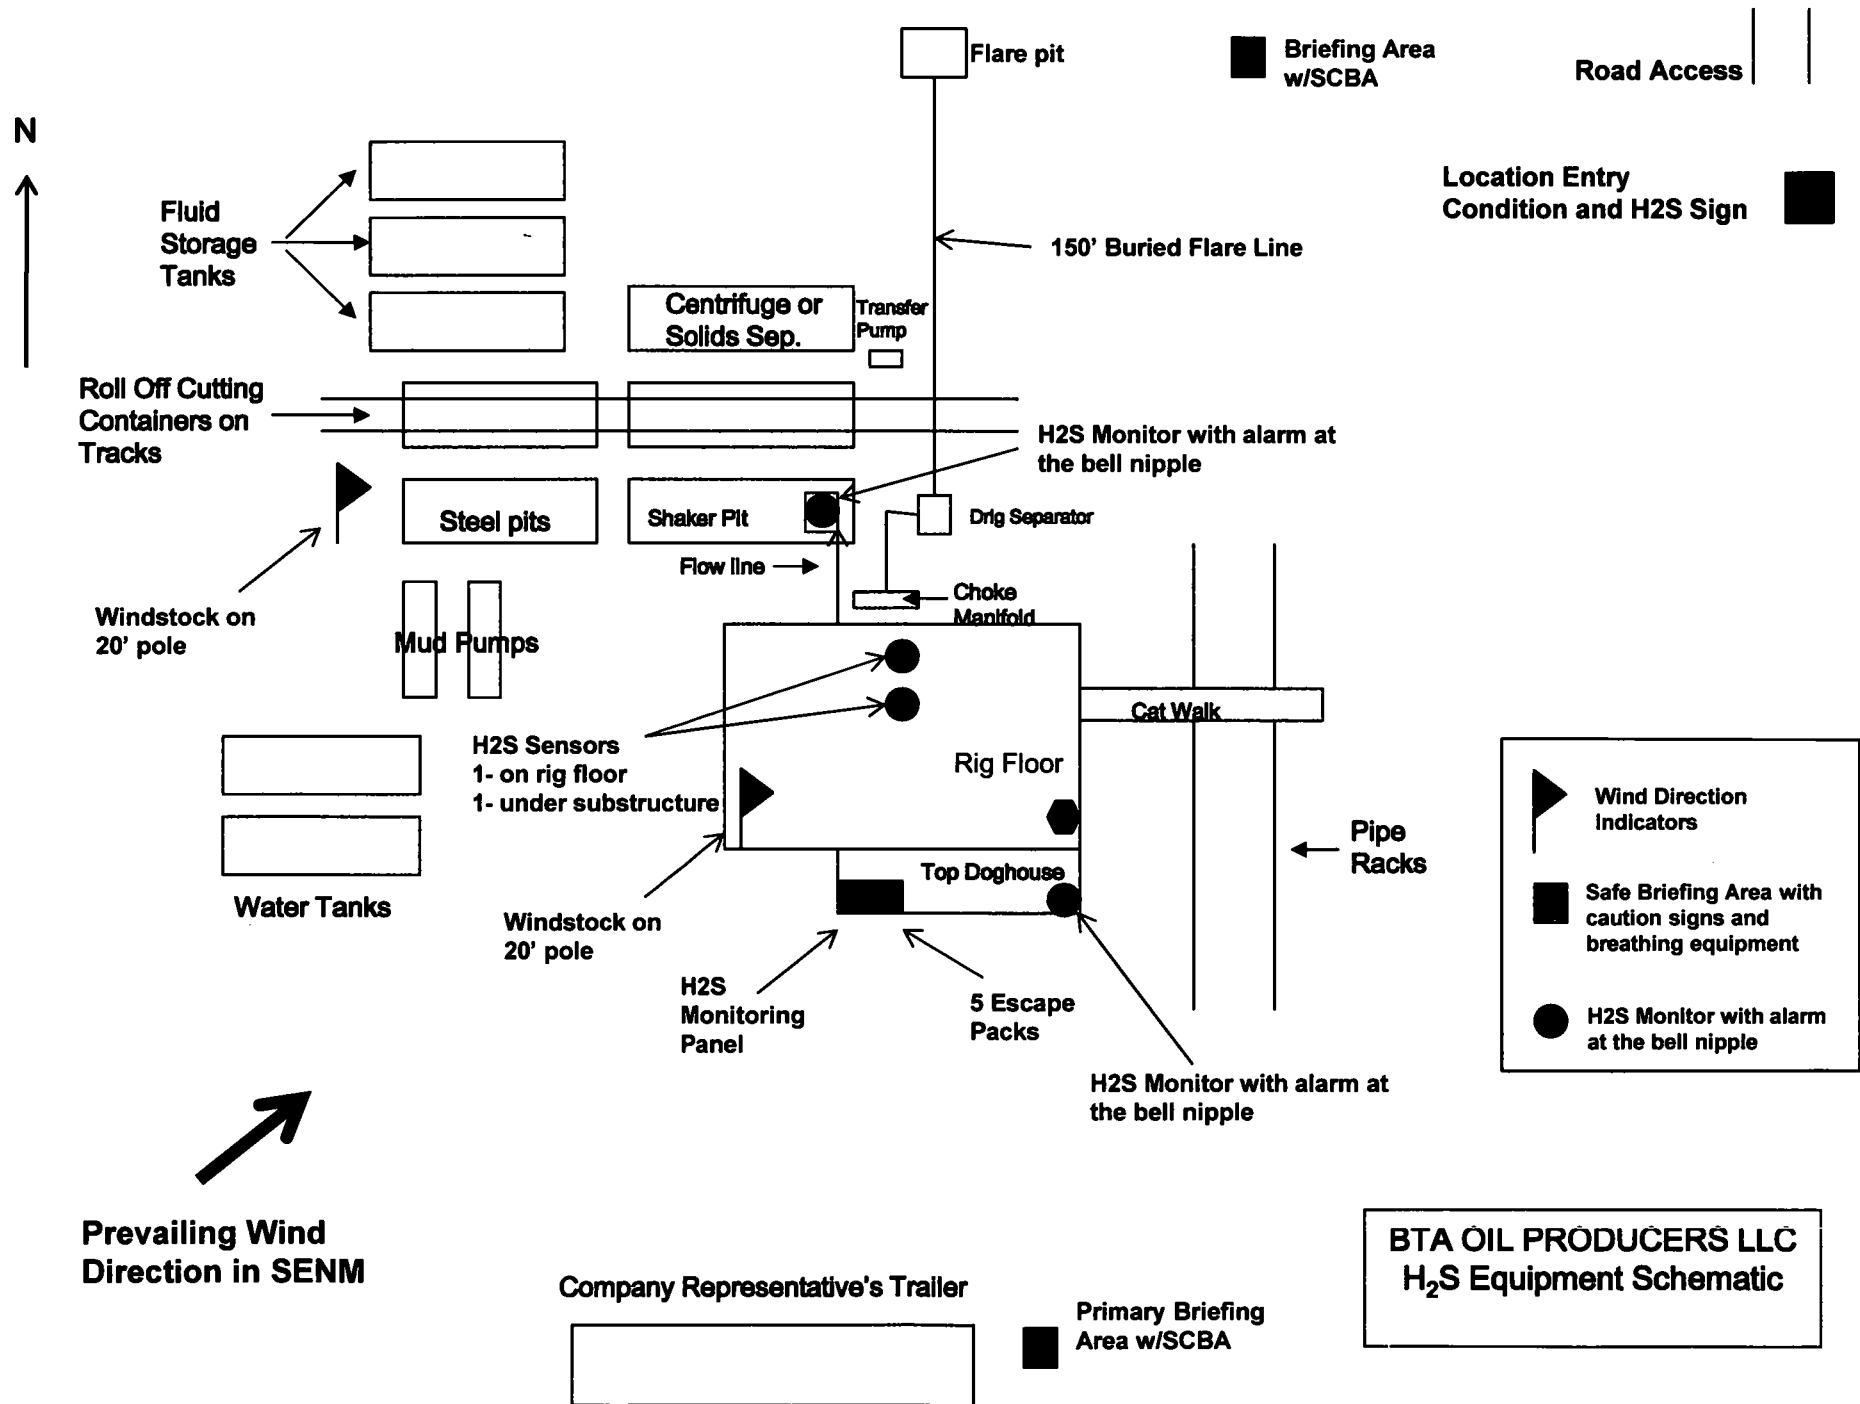 Flare pit
Briefing Area
w/SCBA
Road Access
N
Location Entry
Condition and H2S Sign
Fluid
Storage
Tanks
150' Buried Flare Line
Centrifuge or
Solids Sep.
Transfer
Pump
Roll Off Cutting
Containers on
Tracks
H2S Monitor with alarm at
the bell nipple
Steel pits
Shaker Pit
Drlg Separator
Flow line
Choke
Manifold
Windstock on
20' pole
Mud Pumps
Cat Walk
H2S Sensors
1- on rig floor
1- under substructure
Rig Floor
Wind Direction
Indicators
Pipe
Racks
Top Doghouse
Safe Briefing Area with
caution signs and
breathing equipment
Water Tanks
Windstock on
20' pole
H2S
Monitoring
Panel
5 Escape
Packs
H2S Monitor with alarm
at the bell nipple
H2S Monitor with alarm at
the bell nipple
Prevailing Wind
Direction in SENM
BTA OIL PRODUCERS LLC
H₂S Equipment Schematic
Company Representative's Trailer
Primary Briefing
Area w/SCBA